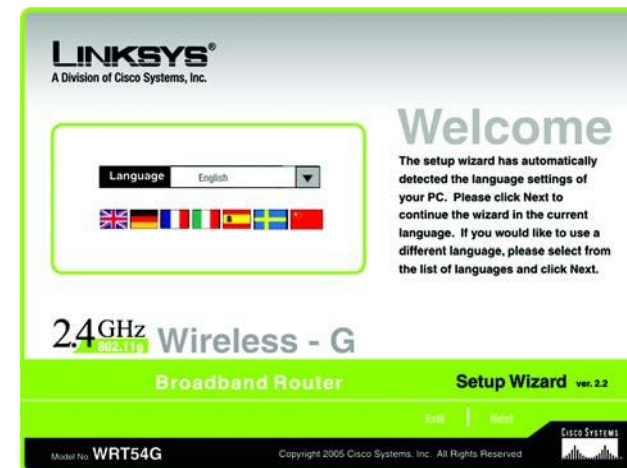 LINKSYS®
A Division of Cisco Systems, Inc.
Language English
Welcome
The setup wizard has automatically
detected the language settings of
your PC. Please click Next to
continue the wizard in the current
language. If you would like to use a
different language, please select from
the list of languages and click Next.
2.4GHz
802.11g
Wireless - G
Broadband Router
Setup Wizard ver. 2.2
Exit Next
Model No. WRT54G
Copyright 2005 Cisco Systems. Inc. All Rights Reserved
CISCO SYSTEMS